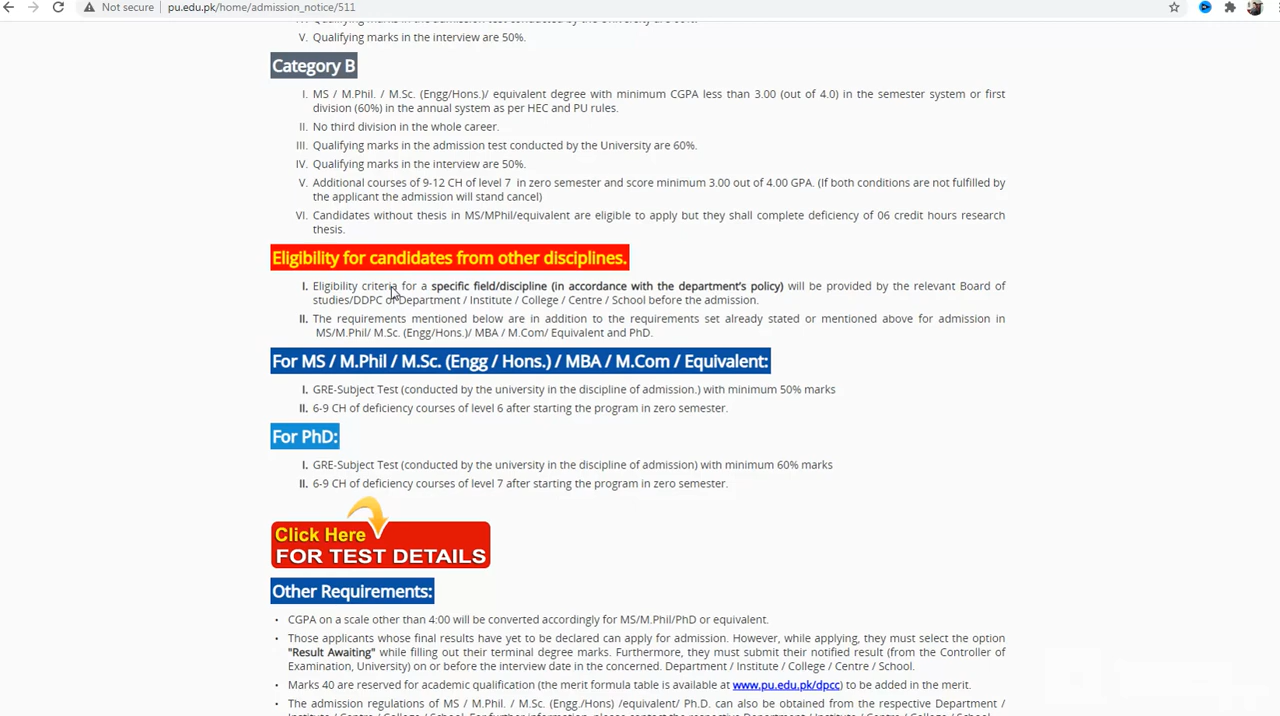 Not secure | pu.edu.pk/home/admission_notice/511
V. Qualifying marks in the interview are 50%.
Category B
I. MS / M.Phil. / M.Sc. (Engg/Hons.)/ equivalent degree with minimum CGPA less than 3.00 (out of 4.0) in the semester system or first
division (60%) in the annual system as per HEC and PU rules.
II. No third division in the whole career.
III. Qualifying marks in the admission test conducted by the University are 60%.
IV. Qualifying marks in the interview are 50%.
V. Additional courses of 9-12 CH of level 7 in zero semester and score minimum 3.00 out of 4.00 GPA. (If both conditions are not fulfilled by
the applicant the admission will stand cancel)
VI. Candidates without thesis in MS/MPhil/equivalent are eligible to apply but they shall complete deficiency of 06 credit hours research
thesis.
Eligibility for candidates from other disciplines.
I. Eligibility criteria for a specific field/discipline (in accordance with the department's policy) will be provided by the relevant Board of
studies/DDPC of Department / Institute / College / Centre / School before the admission.
II. The requirements mentioned below are in addition to the requirements set already stated or mentioned above for admission in
MS/M.Phil/ M.Sc. (Engg/Hons.)/ MBA / M.Com/ Equivalent and PhD.
For MS / M.Phil / M.Sc. (Engg / Hons.) / MBA / M.Com / Equivalent:
I. GRE-Subject Test (conducted by the university in the discipline of admission.) with minimum 50% marks
II. 6-9 CH of deficiency courses of level 6 after starting the program in zero semester.
For PhD:
I. GRE-Subject Test (conducted by the university in the discipline of admission) with minimum 60% marks
II. 6-9 CH of deficiency courses of level 7 after starting the program in zero semester.
Click Here
FOR TEST DETAILS
Other Requirements:
• CGPA on a scale other than 4:00 will be converted accordingly for MS/M.Phil/PhD or equivalent.
• Those applicants whose final results have yet to be declared can apply for admission. However, while applying, they must select the option
"Result Awaiting" while filling out their terminal degree marks. Furthermore, they must submit their notified result (from the Controller of
Examination, University) on or before the interview date in the concerned. Department / Institute / College / Centre / School.
• Marks 40 are reserved for academic qualification (the merit formula table is available at www.pu.edu.pk/dpcc) to be added in the merit.
• The admission regulations of MS / M.Phil. / M.Sc. (Engg./Hons) /equivalent/ Ph.D. can also be obtained from the respective Department /